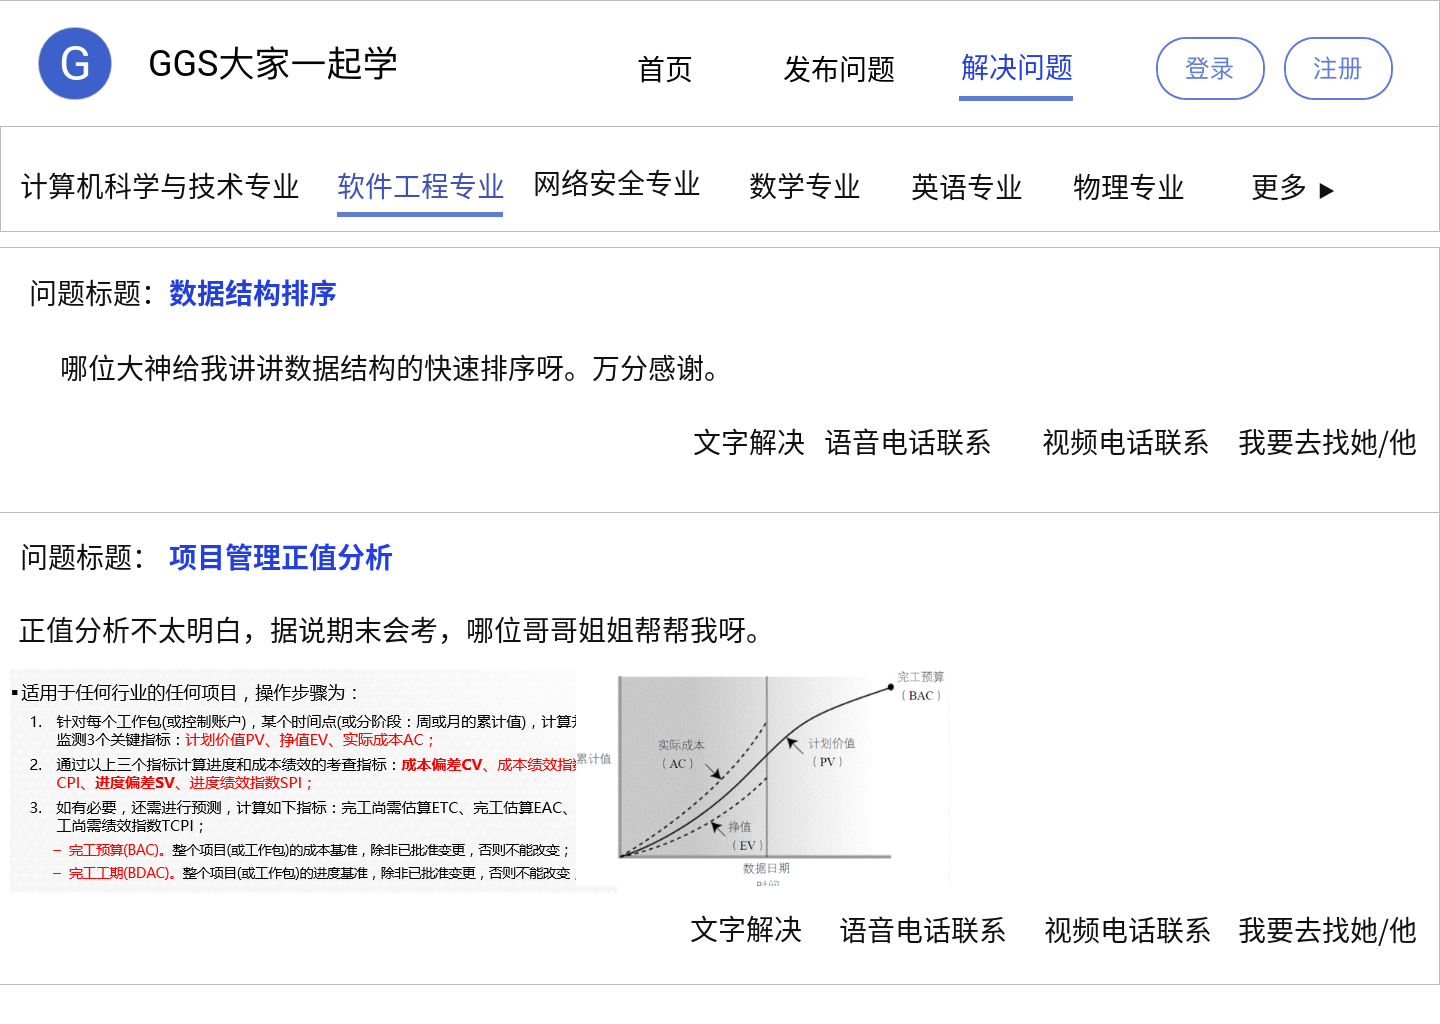 G GGS大家一起学 首页 发布问题 解决问题 登录 注册
计算机科学与技术专业 软件工程专业 网络安全专业 数学专业 英语专业 物理专业 更多 ▶
问题标题：数据结构排序
哪位大神给我讲讲数据结构的快速排序呀。万分感谢。
文字解决 语音电话联系 视频电话联系 我要去找她/他
问题标题： 项目管理正值分析
正值分析不太明白，据说期末会考，哪位哥哥姐姐帮帮我呀。
▪适用于任何行业的任何项目，操作步骤为：
1. 针对每个工作包(或控制账户)，某个时间点(或分阶段：周或月的累计值)，计算并
监测3个关键指标：计划价值PV、挣值EV、实际成本AC；
2. 通过以上三个指标计算进度和成本绩效的考查指标：成本偏差CV、成本绩效指数
CPI、进度偏差SV、进度绩效指数SPI；
3. 如有必要，还需进行预测，计算如下指标：完工尚需估算ETC、完工估算EAC、
工尚需绩效指数TCPI；
– 完工预算(BAC)。整个项目(或工作包)的成本基准，除非已批准变更，否则不能改变；
– 完工工期(BDAC)。整个项目(或工作包)的进度基准，除非已批准变更，否则不能改变
完工预算
（BAC）
累计值
实际成本
（AC）
计划价值
（PV）
挣值
（EV）
数据日期
时间
文字解决 语音电话联系 视频电话联系 我要去找她/他